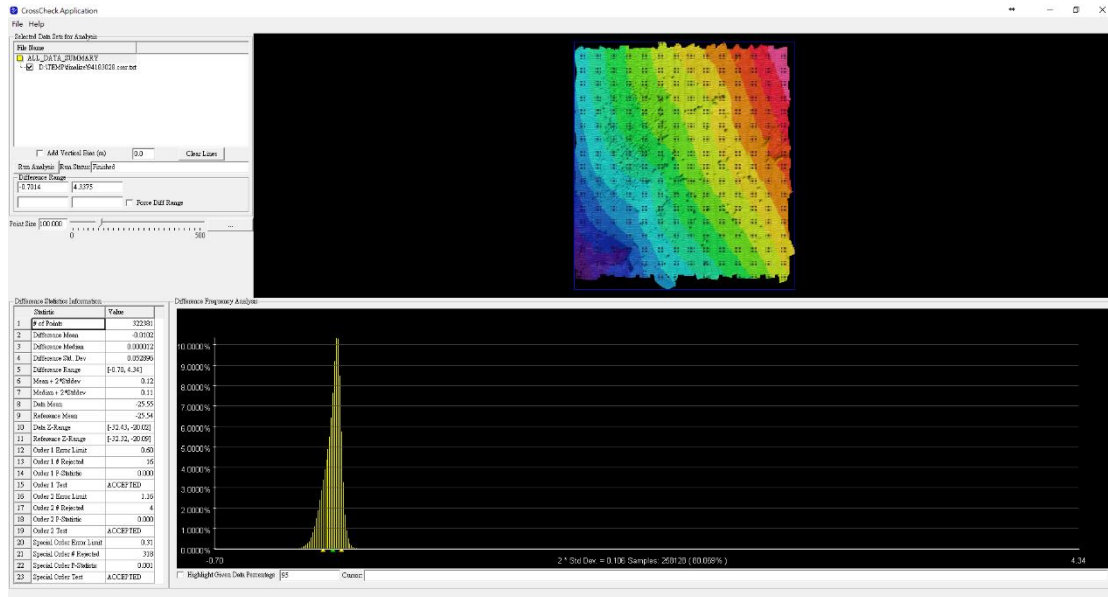 CrossCheck Application
File Help
Selected Data Sets for Analysis
File Name
ALL_DATA_SUMMARY
Add Vertical Bias (m) 0.0 Clear Lines
Run Analysis Run Status: Finished
Difference Range
-0.7014 4.3375
Force Diff Range
Point Size 100.000 ...
0 500
Difference Statistics Information
Statistic Value
1 # of Points 322381
2 Difference Mean -0.0102
3 Difference Median 0.000012
4 Difference Std. Dev 0.052896
5 Difference Range [-0.70, 4.34]
6 Mean + 2*Stddev 0.12
7 Median + 2*Stddev 0.11
8 Data Mean -25.55
9 Reference Mean -25.54
10 Data Z-Range [-32.43, -20.02]
11 Reference Z-Range [-32.32, -20.09]
12 Order 1 Error Limit 0.60
13 Order 1 # Rejected 16
14 Order 1 P-Statistic 0.000
15 Order 1 Test ACCEPTED
16 Order 2 Error Limit 1.16
17 Order 2 # Rejected 4
18 Order 2 P-Statistic 0.000
19 Order 2 Test ACCEPTED
20 Special Order Error Limit 0.31
21 Special Order # Rejected 318
22 Special Order P-Statistic 0.001
23 Special Order Test ACCEPTED
Difference Frequency Analysis
10.0000%
9.0000%
8.0000%
7.0000%
6.0000%
5.0000%
4.0000%
3.0000%
2.0000%
1.0000%
0.0000%
-0.70 2 * Std Dev. = 0.106 Samples: 258120 ( 80.069% ) 4.34
Highlight Given Data Percentage 95 Cursor: